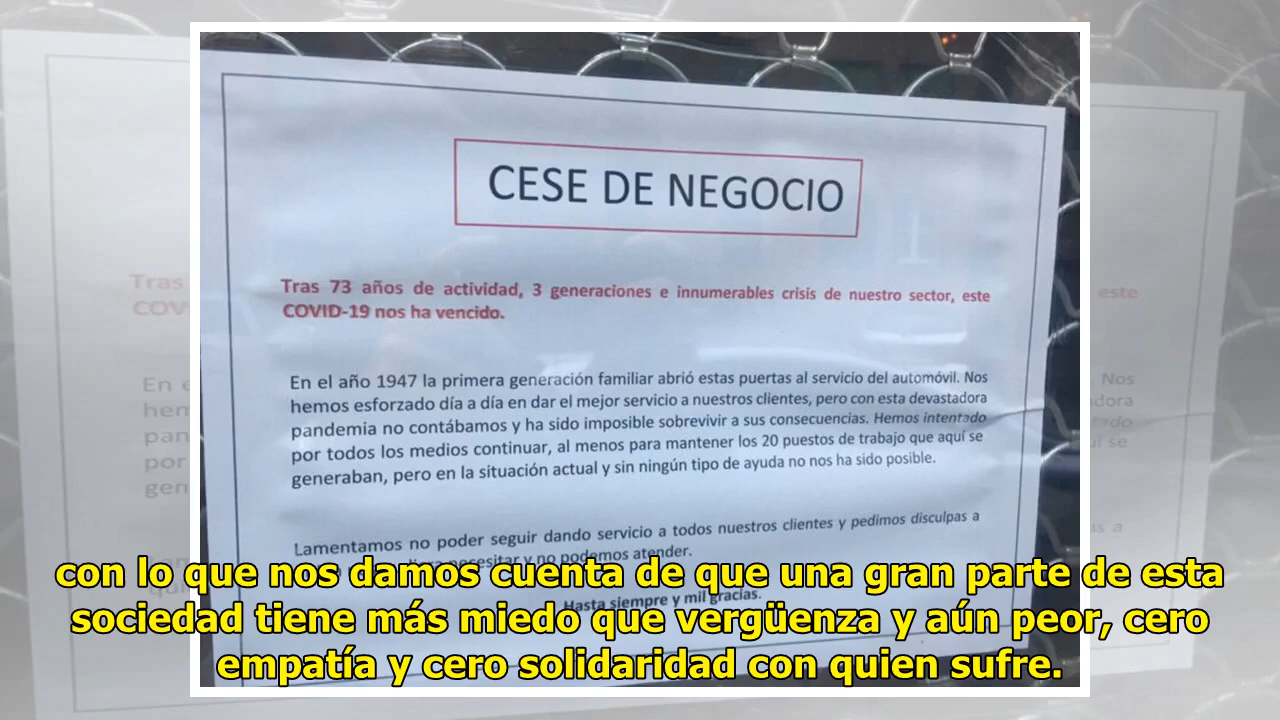 CESE DE NEGOCIO
Tras 73 años de actividad, 3 generaciones e innumerables crisis de nuestro sector, este
COVID-19 nos ha vencido.
En el año 1947 la primera generación familiar abrió estas puertas al servicio del automóvil. Nos
hemos esforzado día a día en dar el mejor servicio a nuestros clientes, pero con esta devastadora
pandemia no contábamos y ha sido imposible sobrevivir a sus consecuencias. Hemos intentado
por todos los medios continuar, al menos para mantener los 20 puestos de trabajo que aquí se
generaban, pero en la situación actual y sin ningún tipo de ayuda no nos ha sido posible.
Lamentamos no poder seguir dando servicio a todos nuestros clientes y pedimos disculpas a
necesitar y no podemos atender.
Hasta siempre y mil gracias.
con lo que nos damos cuenta de que una gran parte de esta
sociedad tiene más miedo que vergüenza y aún peor, cero
empatía y cero solidaridad con quien sufre.